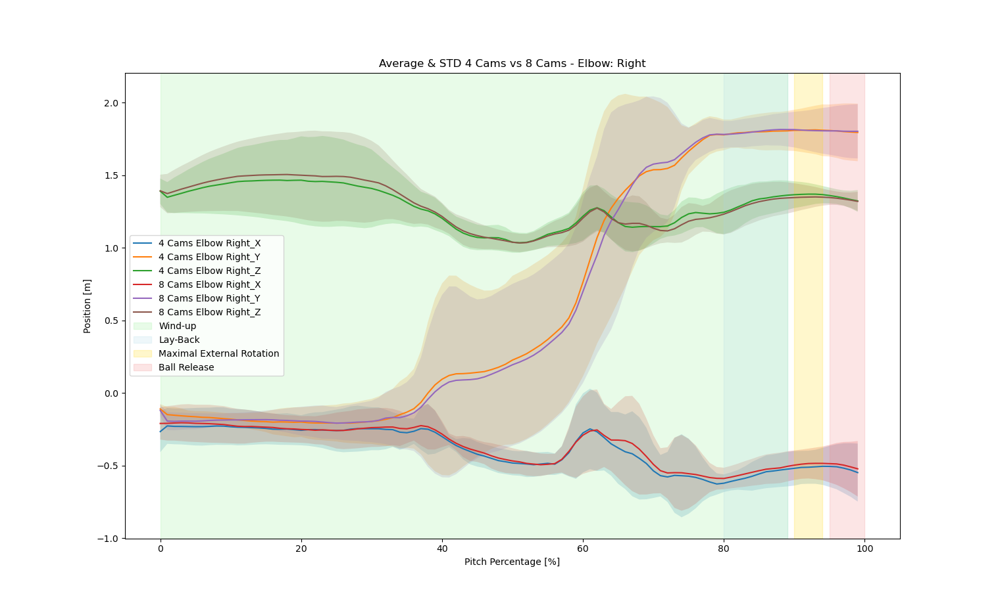 Average & STD 4 Cams vs 8 Cams - Elbow: Right
Position [m]
2.0
1.5
1.0
0.5
0.0
−0.5
−1.0
4 Cams Elbow Right_X
4 Cams Elbow Right_Y
4 Cams Elbow Right_Z
8 Cams Elbow Right_X
8 Cams Elbow Right_Y
8 Cams Elbow Right_Z
Wind-up
Lay-Back
Maximal External Rotation
Ball Release
0 20 40 60 80 100
Pitch Percentage [%]